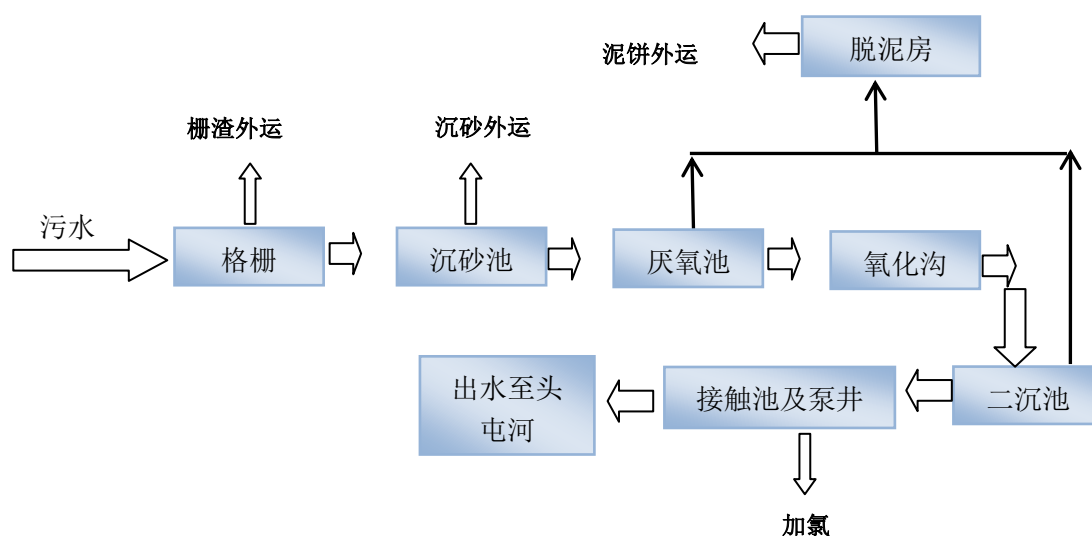 脱泥房
泥饼外运
栅渣外运
沉砂外运
污水
格栅
沉砂池
厌氧池
氧化沟
出水至头
屯河
接触池及泵井
二沉池
加氯